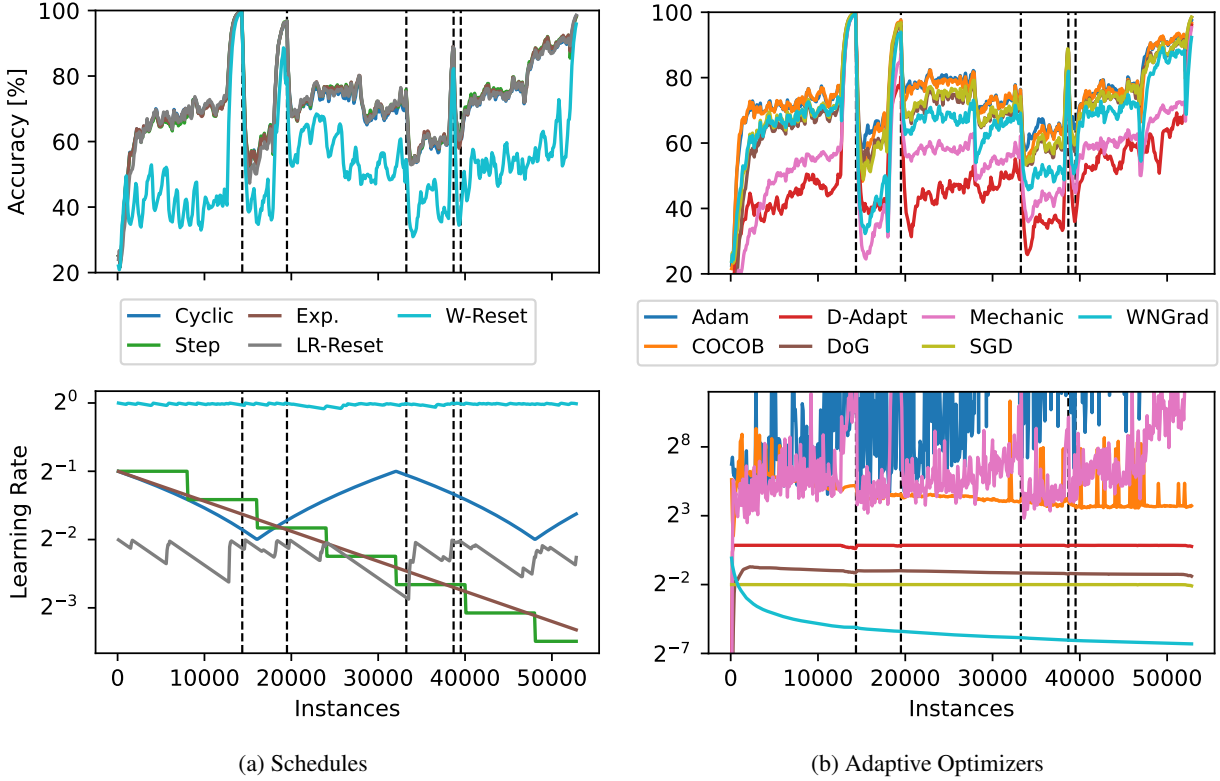 100
80
60
40
20
Accuracy [%]
Cyclic Exp. W-Reset
Step LR-Reset
2^0
2^-1
2^-2
2^-3
Learning Rate
0 10000 20000 30000 40000 50000
Instances
(a) Schedules
100
80
60
40
20
Adam D-Adapt Mechanic WNGrad
COCOB DoG SGD
2^8
2^3
2^-2
2^-7
0 10000 20000 30000 40000 50000
Instances
(b) Adaptive Optimizers